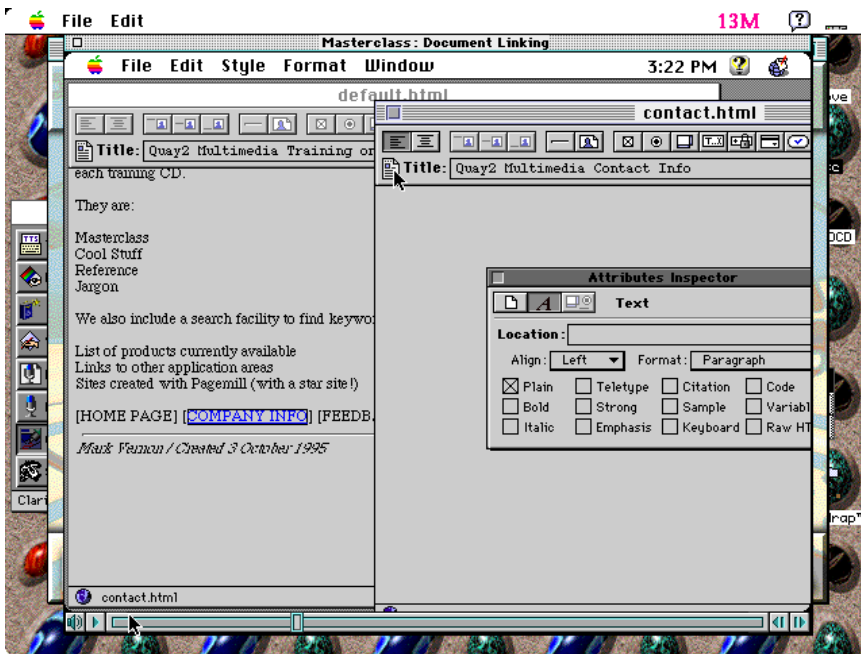 File Edit
13M
Masterclass: Document Linking
File Edit Style Format Window
3:22 PM
default.html
Title: Quay2 Multimedia Training
each training CD.
They are:
Masterclass
Cool Stuff
Reference
Jargon
We also include a search facility to find
List of products currently available
Links to other application areas
Sites created with Pagemill (with a star site!)
[HOME PAGE] [COMPANY INFO] [FEEDB
Mark Vernon / Created 3 October 1995
contact.html
contact.html
Title: Quay2 Multimedia Contact Info
Attributes Inspector
A Text
Location:
Align: Left Format: Paragraph
Plain Teletype Citation Code
Bold Strong Sample Variabl
Italic Emphasis Keyboard Raw HT
TTS
Clari
ve
OCD
rap™